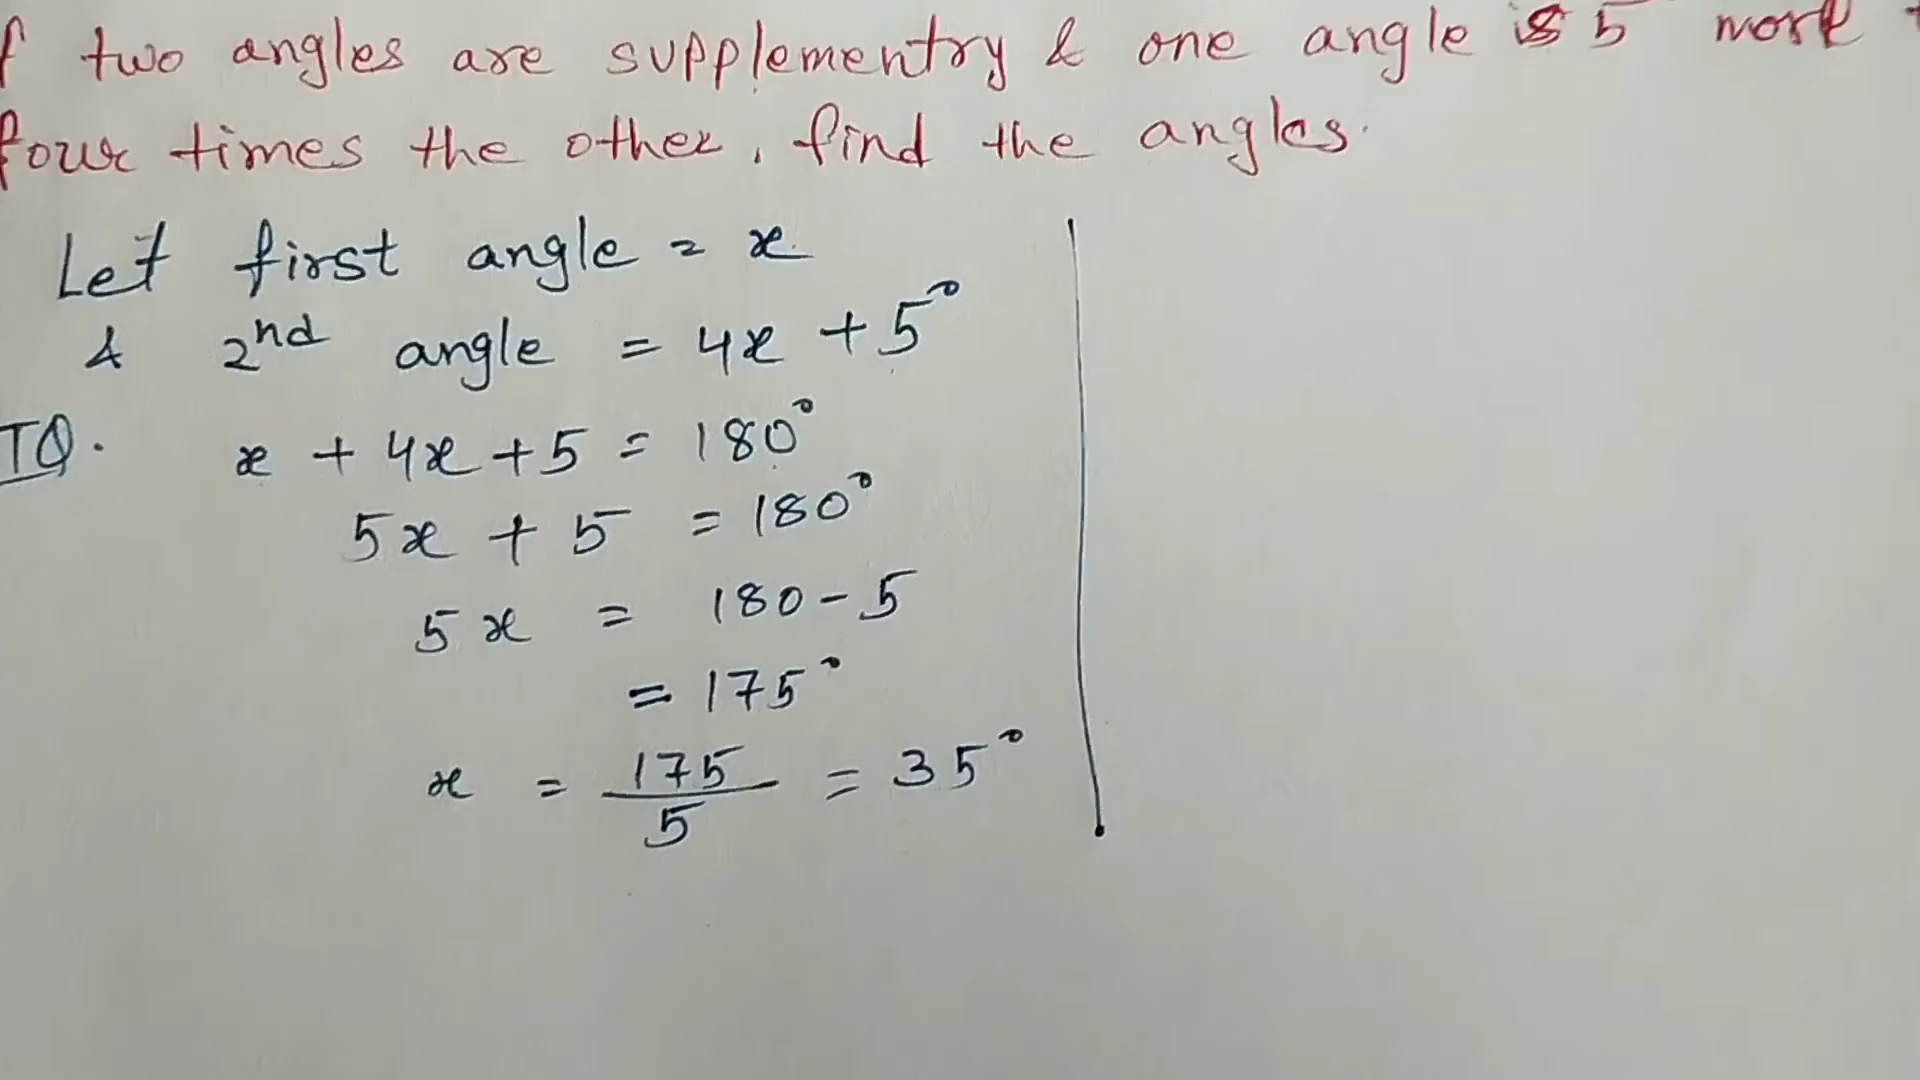 f two angles are supplementry & one angle is 5 more
four times the other, find the angles.
Let first angle = x
& 2nd angle = 4x + 5°
TQ. x + 4x + 5 = 180°
5x + 5 = 180°
5x = 180 - 5
= 175°
x = 175/5 = 35°